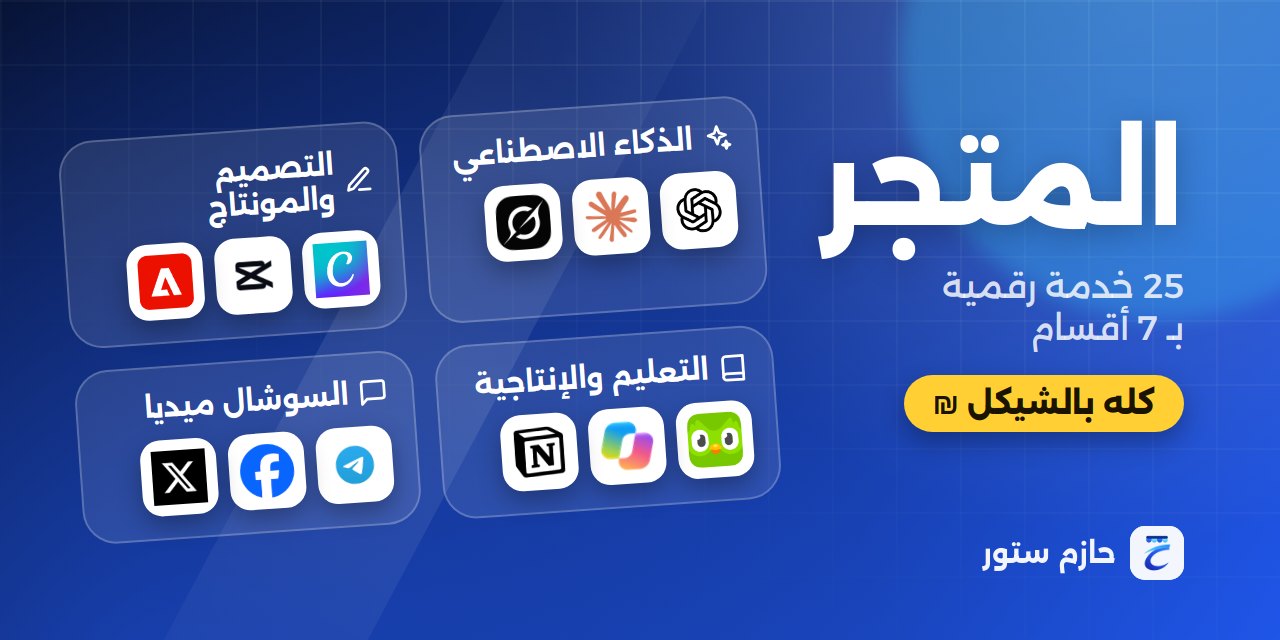 المتجر
25 خدمة رقمية
بـ 7 أقسام
كله بالشيكل ₪
حازم ستور
الذكاء الاصطناعي
التصميم
والمونتاج
التعليم والإنتاجية
السوشال ميديا